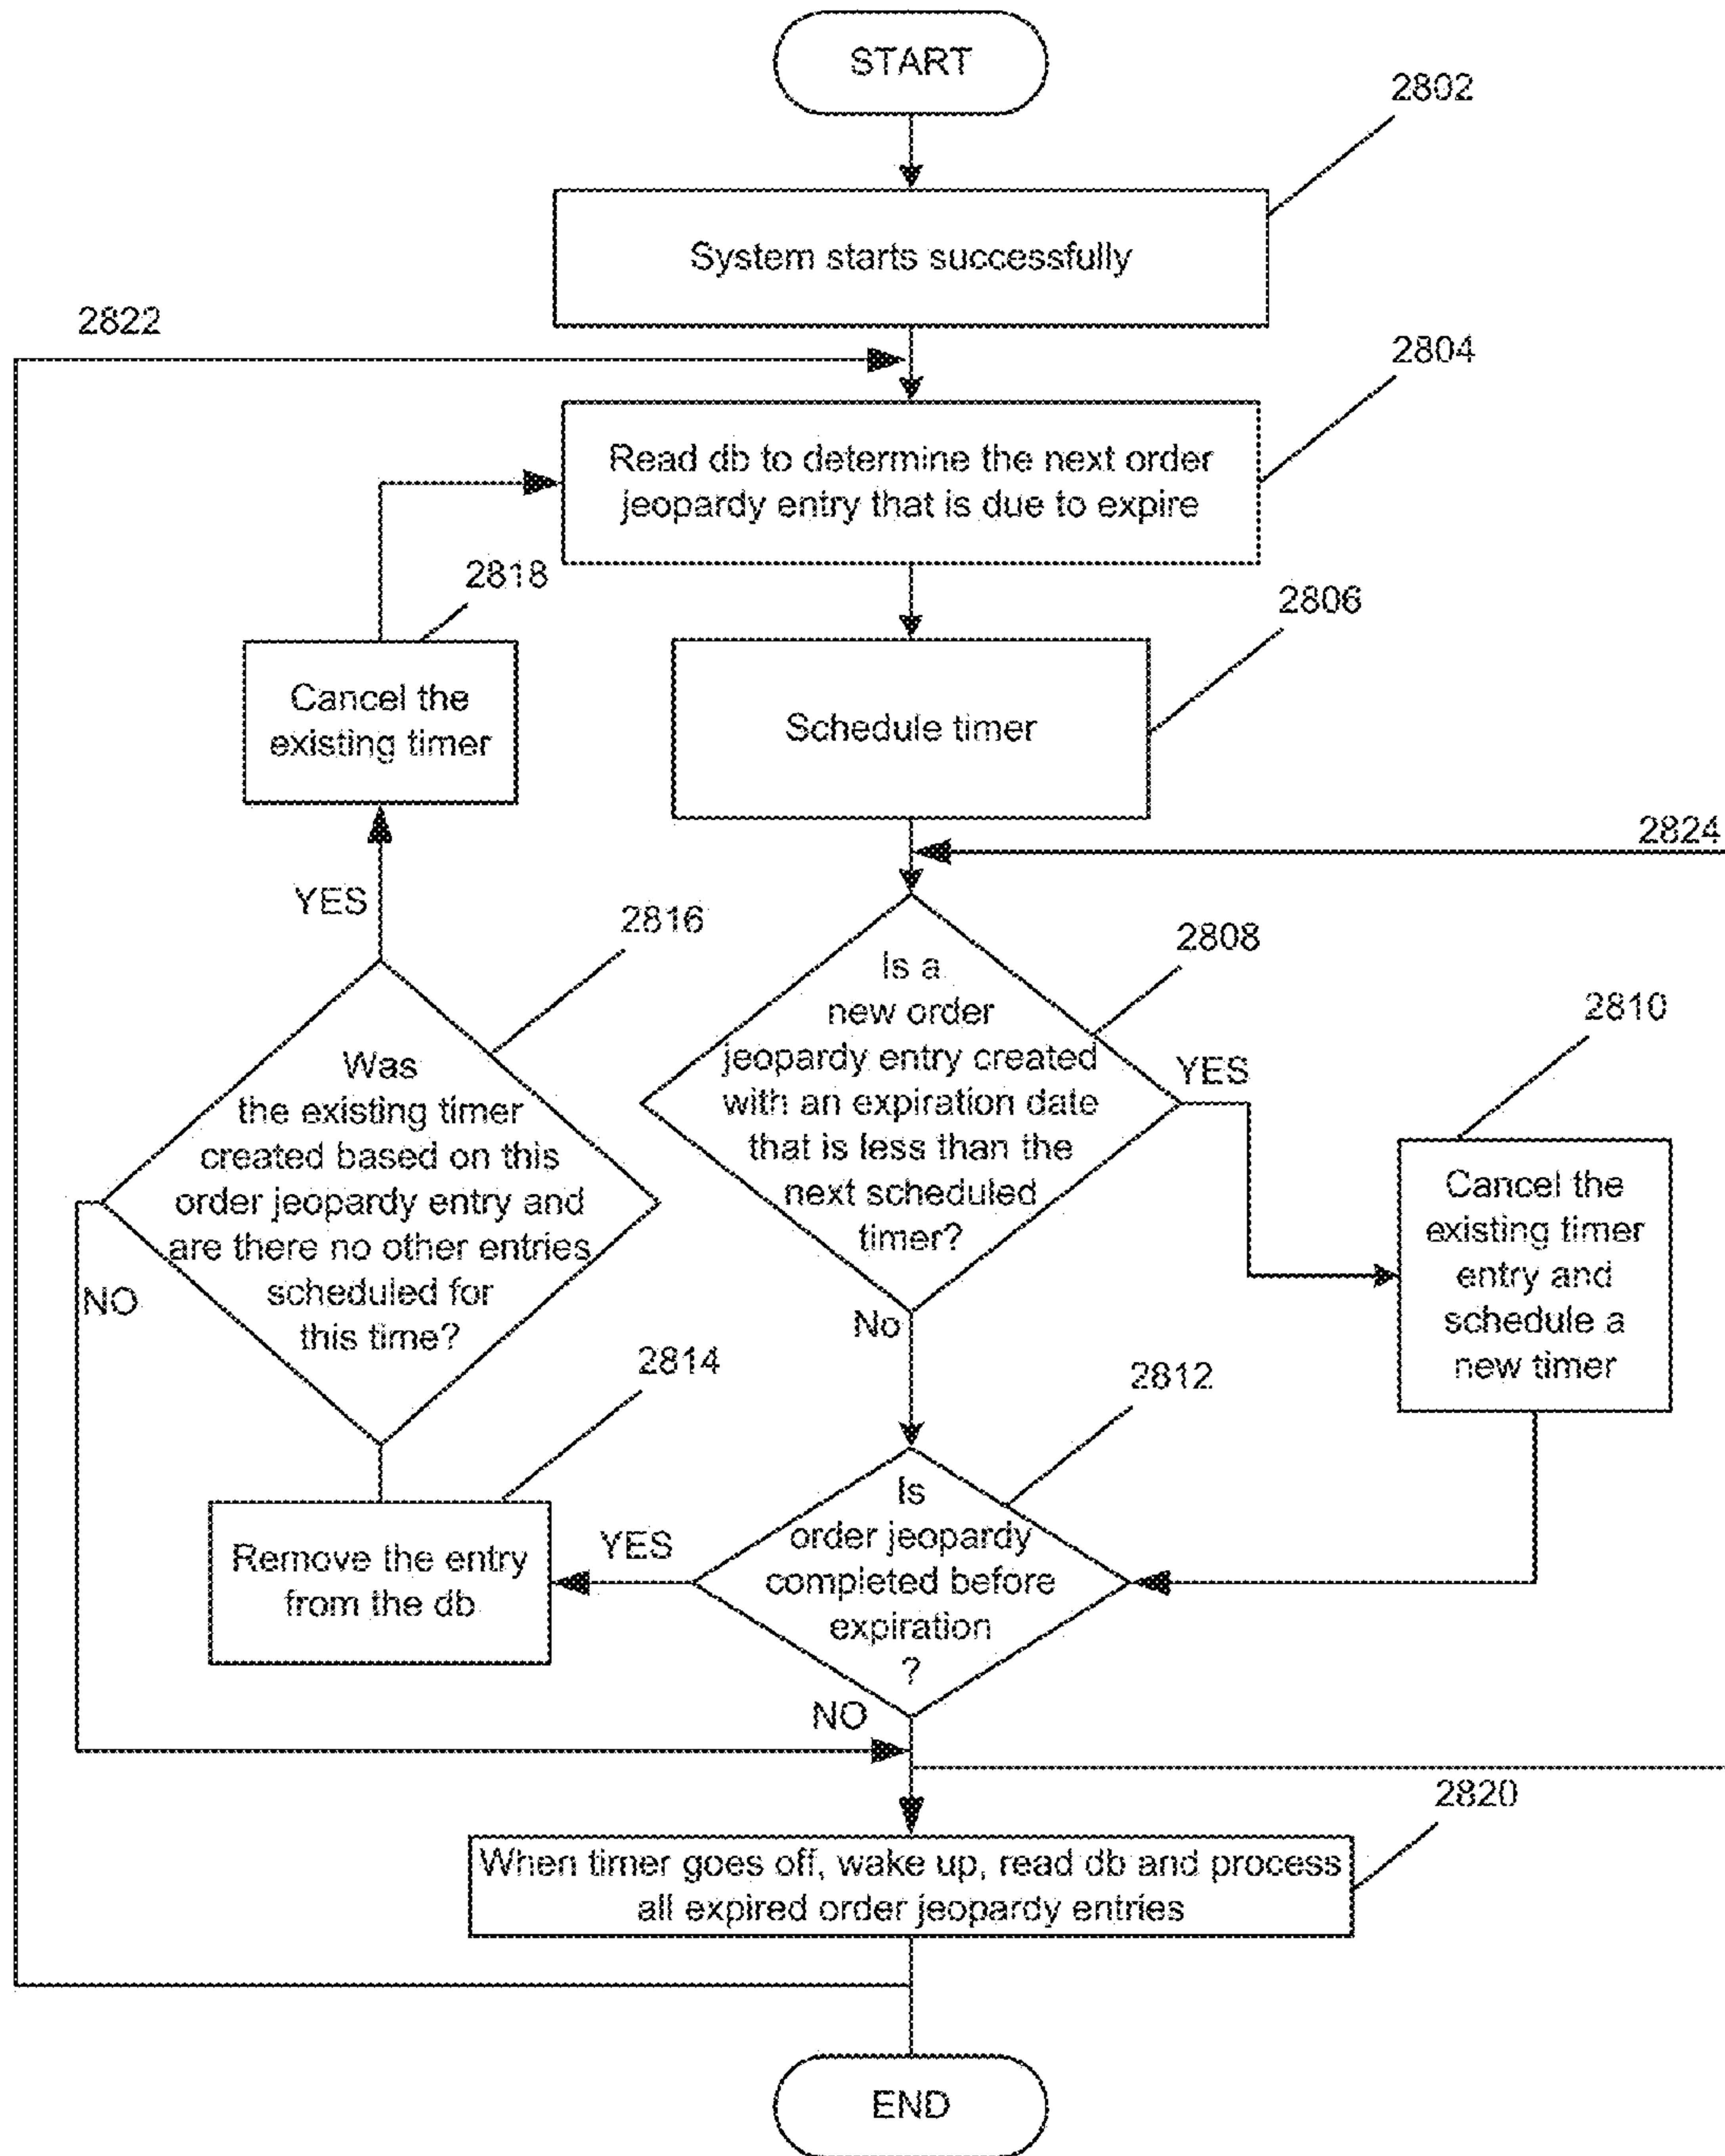 START
2802
System starts successfully
2822
2804
Read db to determine the next order
jeopardy entry that is due to expire
2818
2806
Cancel the
existing timer
Schedule timer
2824
YES
2816
2808
Is a
new order
jeopardy entry created
with an expiration date
that is less than the
next scheduled
timer?
YES
2810
Was
the existing timer
created based on this
order jeopardy entry and
are there no other entries
scheduled for
this time?
NO
Cancel the
existing timer
entry and
schedule a
new timer
No
2814
2812
Is
order jeopardy
completed before
expiration
?
YES
Remove the entry
from the db
NO
2820
When timer goes off, wake up, read db and process
all expired order jeopardy entries
END